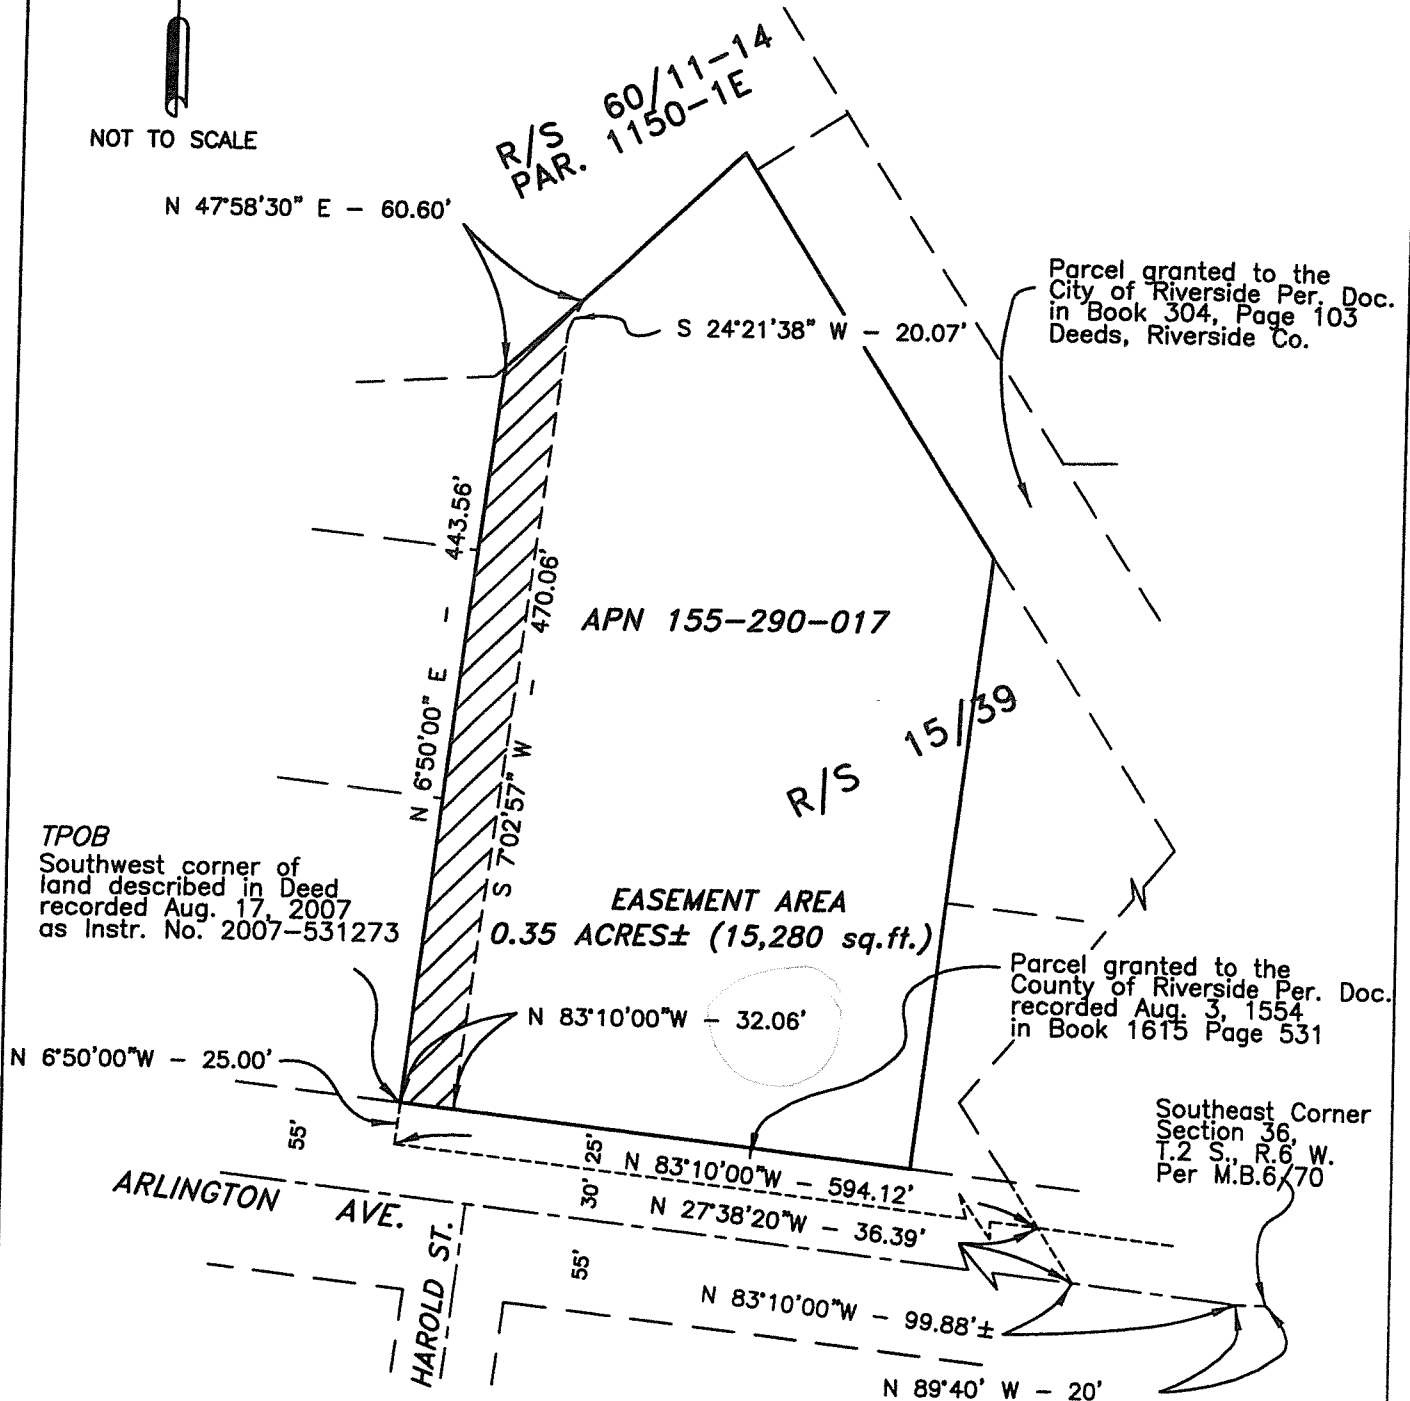 NOT TO SCALE
R/S 60/11-14
PAR. 1150-1E
N 47°58'30" E - 60.60'
Parcel granted to the
City of Riverside Per. Doc.
in Book 304, Page 103
Deeds, Riverside Co.
S 24°21'38" W - 20.07'
N 6°50'00" E - 443.56'
S 7°02'57" W - 470.06'
APN 155-290-017
R/S 15/39
TPOB
Southwest corner of
land described in Deed
recorded Aug. 17, 2007
as Instr. No. 2007-531273
EASEMENT AREA
0.35 ACRES± (15,280 sq.ft.)
Parcel granted to the
County of Riverside Per. Doc.
recorded Aug. 3, 1554
in Book 1615 Page 531
N 83°10'00"W - 32.06'
N 6°50'00"W - 25.00'
Southeast Corner
Section 36,
T.2 S., R.6 W.
Per M.B.6/70
55'
25'
N 83°10'00"W - 594.12'
30'
N 27°38'20"W - 36.39'
ARLINGTON AVE.
HAROLD ST.
55'
N 83°10'00"W - 99.88'±
N 89°40' W - 20'